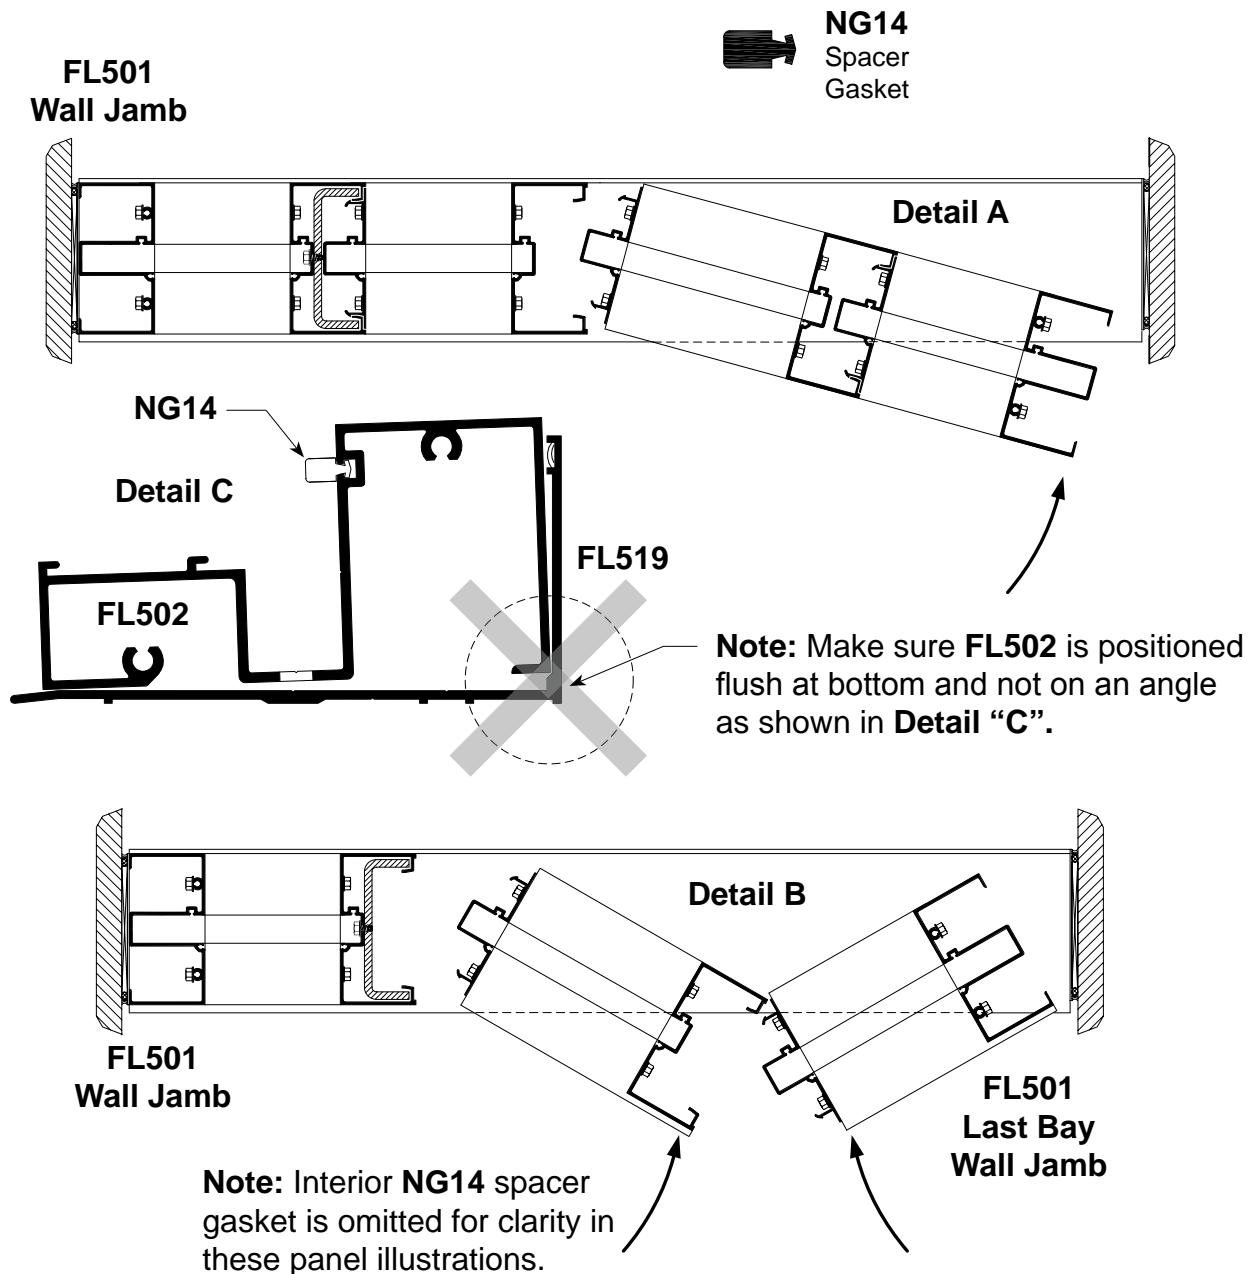 NG14
Spacer
Gasket
FL501
Wall Jamb
Detail A
NG14
Detail C
FL519
FL502
Note: Make sure FL502 is positioned
flush at bottom and not on an angle
as shown in Detail “C”.
Detail B
FL501
Wall Jamb
FL501
Last Bay
Wall Jamb
Note: Interior NG14 spacer
gasket is omitted for clarity in
these panel illustrations.